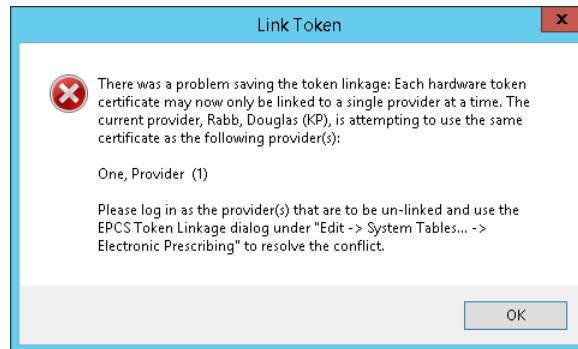 Link Token
x
There was a problem saving the token linkage: Each hardware token
certificate may now only be linked to a single provider at a time. The
current provider, Rabb, Douglas (KP), is attempting to use the same
certificate as the following provider(s):
One, Provider  (1)
Please log in as the provider(s) that are to be un-linked and use the
EPCS Token Linkage dialog under "Edit -> System Tables... ->
Electronic Prescribing" to resolve the conflict.
OK